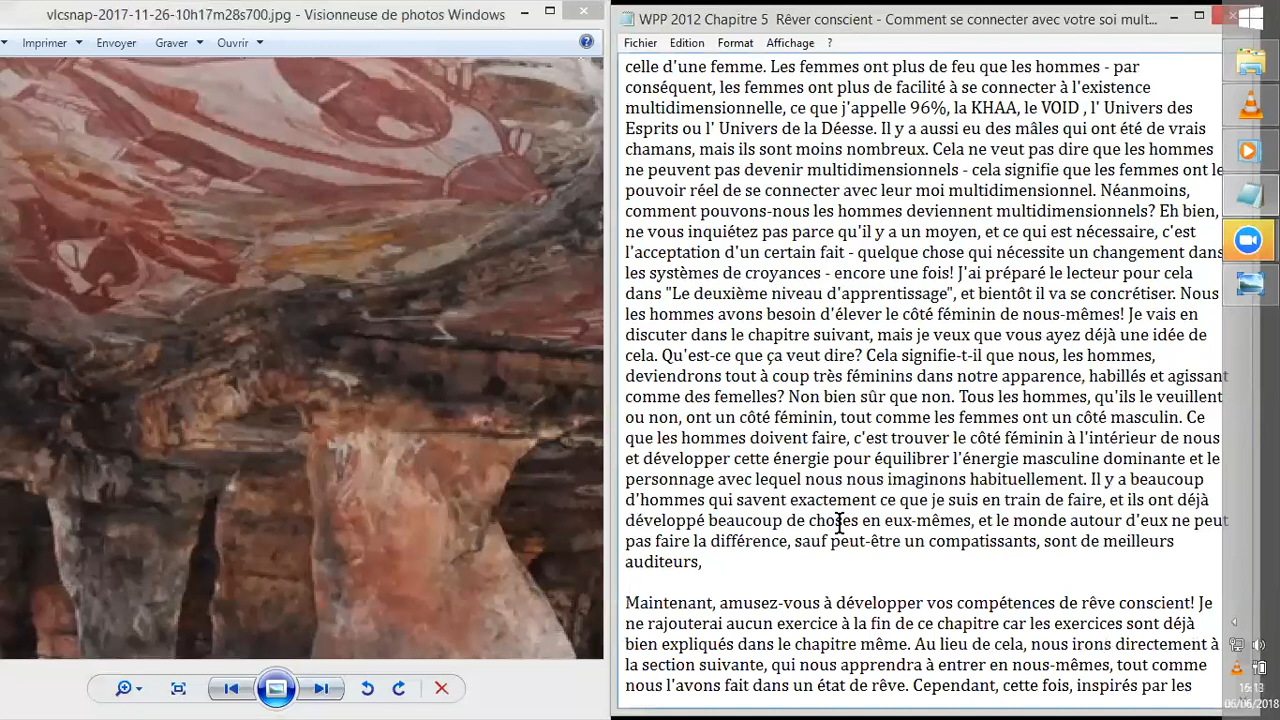 vlcsnap-2017-11-26-10h17m28s700.jpg - Visionneuse de photos Windows
Imprimer
Envoyer
Graver
Ouvrir
WPP 2012 Chapitre 5  Rêver conscient - Comment se connecter avec votre soi mult...
Fichier
Edition
Format
Affichage
?
celle d'une femme. Les femmes ont plus de feu que les hommes - par
conséquent, les femmes ont plus de facilité à se connecter à l'existence
multidimensionnelle, ce que j'appelle 96%, la KHAA, le VOID , l' Univers des
Esprits ou l' Univers de la Déesse. Il y a aussi eu des mâles qui ont été de vrais
chamans, mais ils sont moins nombreux. Cela ne veut pas dire que les hommes
ne peuvent pas devenir multidimensionnels - cela signifie que les femmes ont le
pouvoir réel de se connecter avec leur moi multidimensionnel. Néanmoins,
comment pouvons-nous les hommes deviennent multidimensionnels? Eh bien,
ne vous inquiétez pas parce qu'il y a un moyen, et ce qui est nécessaire, c'est
l'acceptation d'un certain fait - quelque chose qui nécessite un changement dans
les systèmes de croyances - encore une fois! J'ai préparé le lecteur pour cela
dans "Le deuxième niveau d'apprentissage", et bientôt il va se concrétiser. Nous
les hommes avons besoin d'élever le côté féminin de nous-mêmes! Je vais en
discuter dans le chapitre suivant, mais je veux que vous ayez déjà une idée de
cela. Qu'est-ce que ça veut dire? Cela signifie-t-il que nous, les hommes,
deviendrons tout à coup très féminins dans notre apparence, habillés et agissant
comme des femelles? Non bien sûr que non. Tous les hommes, qu'ils le veuillent
ou non, ont un côté féminin, tout comme les femmes ont un côté masculin. Ce
que les hommes doivent faire, c'est trouver le côté féminin à l'intérieur de nous
et développer cette énergie pour équilibrer l'énergie masculine dominante et le
personnage avec lequel nous nous imaginons habituellement. Il y a beaucoup
d'hommes qui savent exactement ce que je suis en train de faire, et ils ont déjà
développé beaucoup de choses en eux-mêmes, et le monde autour d'eux ne peut
pas faire la différence, sauf peut-être un compatissants, sont de meilleurs
auditeurs,
Maintenant, amusez-vous à développer vos compétences de rêve conscient! Je
ne rajouterai aucun exercice à la fin de ce chapitre car les exercices sont déjà
bien expliqués dans le chapitre même. Au lieu de cela, nous irons directement à
la section suivante, qui nous apprendra à entrer en nous-mêmes, tout comme
nous l'avons fait dans un état de rêve. Cependant, cette fois, inspirés par les
16:13
06/06/2018